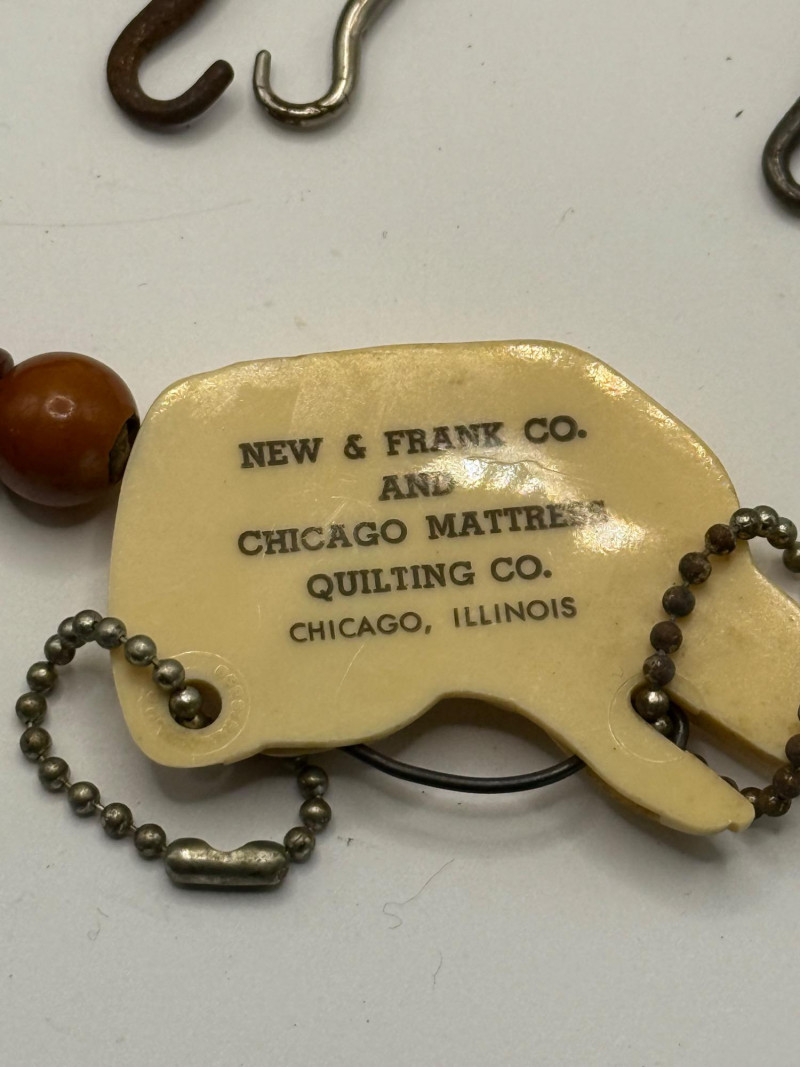 NEW & FRANK CO.
AND
CHICAGO MATTRESS
QUILTING CO.
CHICAGO, ILLINOIS